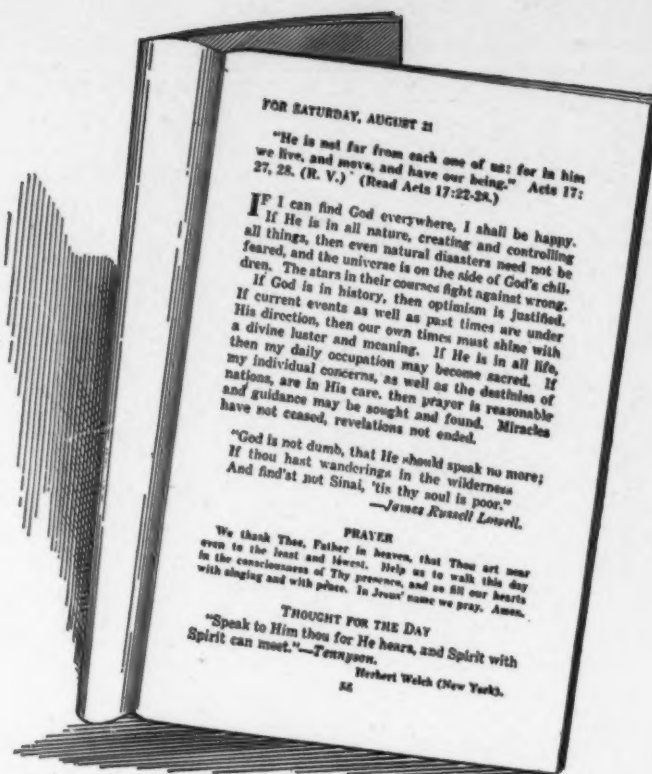 FOR SATURDAY, AUGUST 21
"He is not far from each one of us: for in him
we live, and move, and have our being." Acts 17:
27, 28. (R. V.) (Read Acts 17:22-28.)
IF I can find God everywhere, I shall be happy.
If He is in all nature, creating and controlling
all things, then even natural disasters need not be
feared, and the universe is on the side of God's chil-
dren. The stars in their courses fight against wrong.
If God is in history, then optimism is justified.
If current events as well as past times are under
His direction, then our own times must shine with
a divine luster and meaning. If He is in all life,
then my daily occupation may become sacred. If
my individual concerns, as well as the destinies of
nations, are in His care, then prayer is reasonable
and guidance may be sought and found. Miracles
have not ceased, revelations not ended.
"God is not dumb, that He should speak no more;
If thou hast wanderings in the wilderness
And find'st not Sinai, 'tis thy soul is poor."
—James Russell Lowell.
PRAYER
We thank Thee, Father in heaven, that Thou art near
even to the least and lowest. Help us to walk this day
in the consciousness of Thy presence, and so fill our hearts
with singing and with peace. In Jesus' name we pray. Amen.
THOUGHT FOR THE DAY
"Speak to Him thou for He hears, and Spirit with
Spirit can meet."—Tennyson.
Herbert Welch (New York).